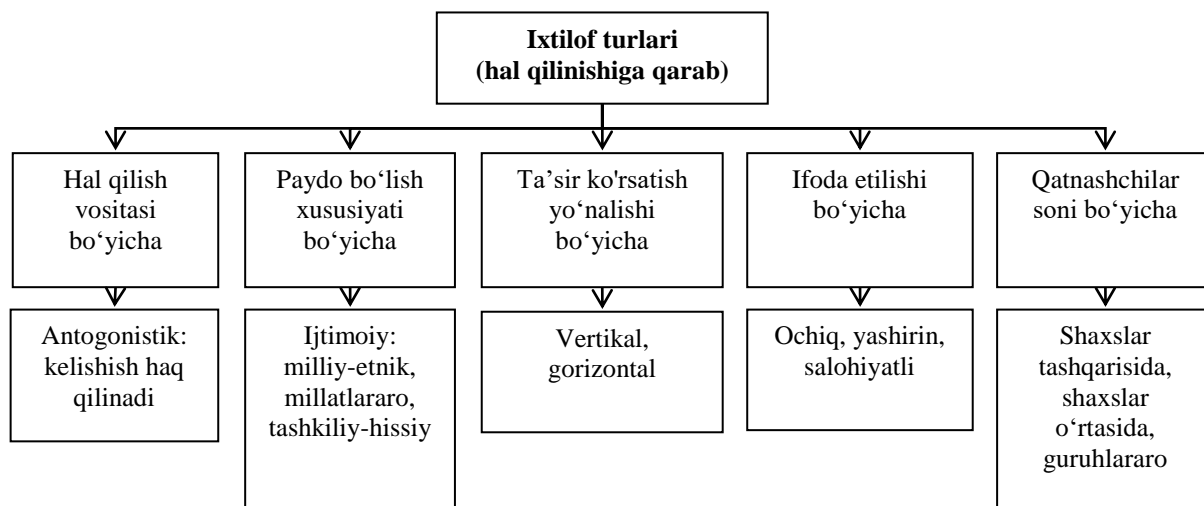 Ixtilof turlari
(hal qilinishiga qarab)
Hal qilish
vositasi
bo‘yicha
Paydo bo‘lish
xususiyati
bo‘yicha
Ta’sir ko'rsatish
yo‘nalishi
bo‘yicha
Ifoda etilishi
bo‘yicha
Qatnashchilar
soni bo‘yicha
Antogonistik:
kelishish haq
qilinadi
Ijtimoiy:
milliy-etnik,
millatlararo,
tashkiliy-hissiy
Vertikal,
gorizontal
Ochiq, yashirin,
salohiyatli
Shaxslar
tashqarisida,
shaxslar
o‘rtasida,
guruhlararo